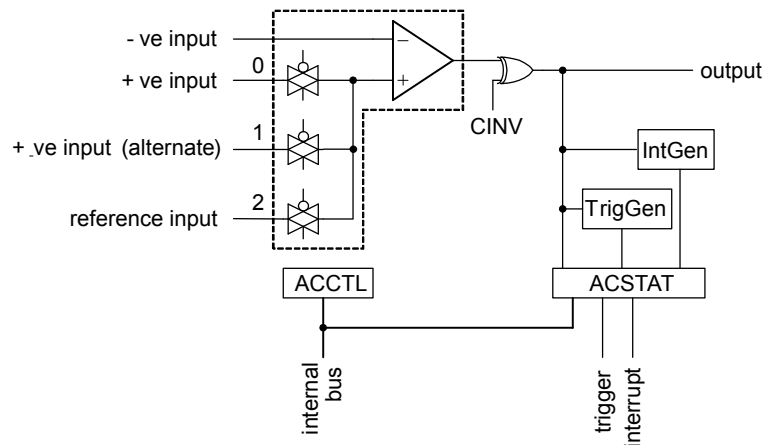 - ve input
+ ve input
0
+ ve input (alternate)
1
reference input
2
−
+
CINV
output
IntGen
TrigGen
ACCTL
ACSTAT
internal
bus
trigger
interrupt